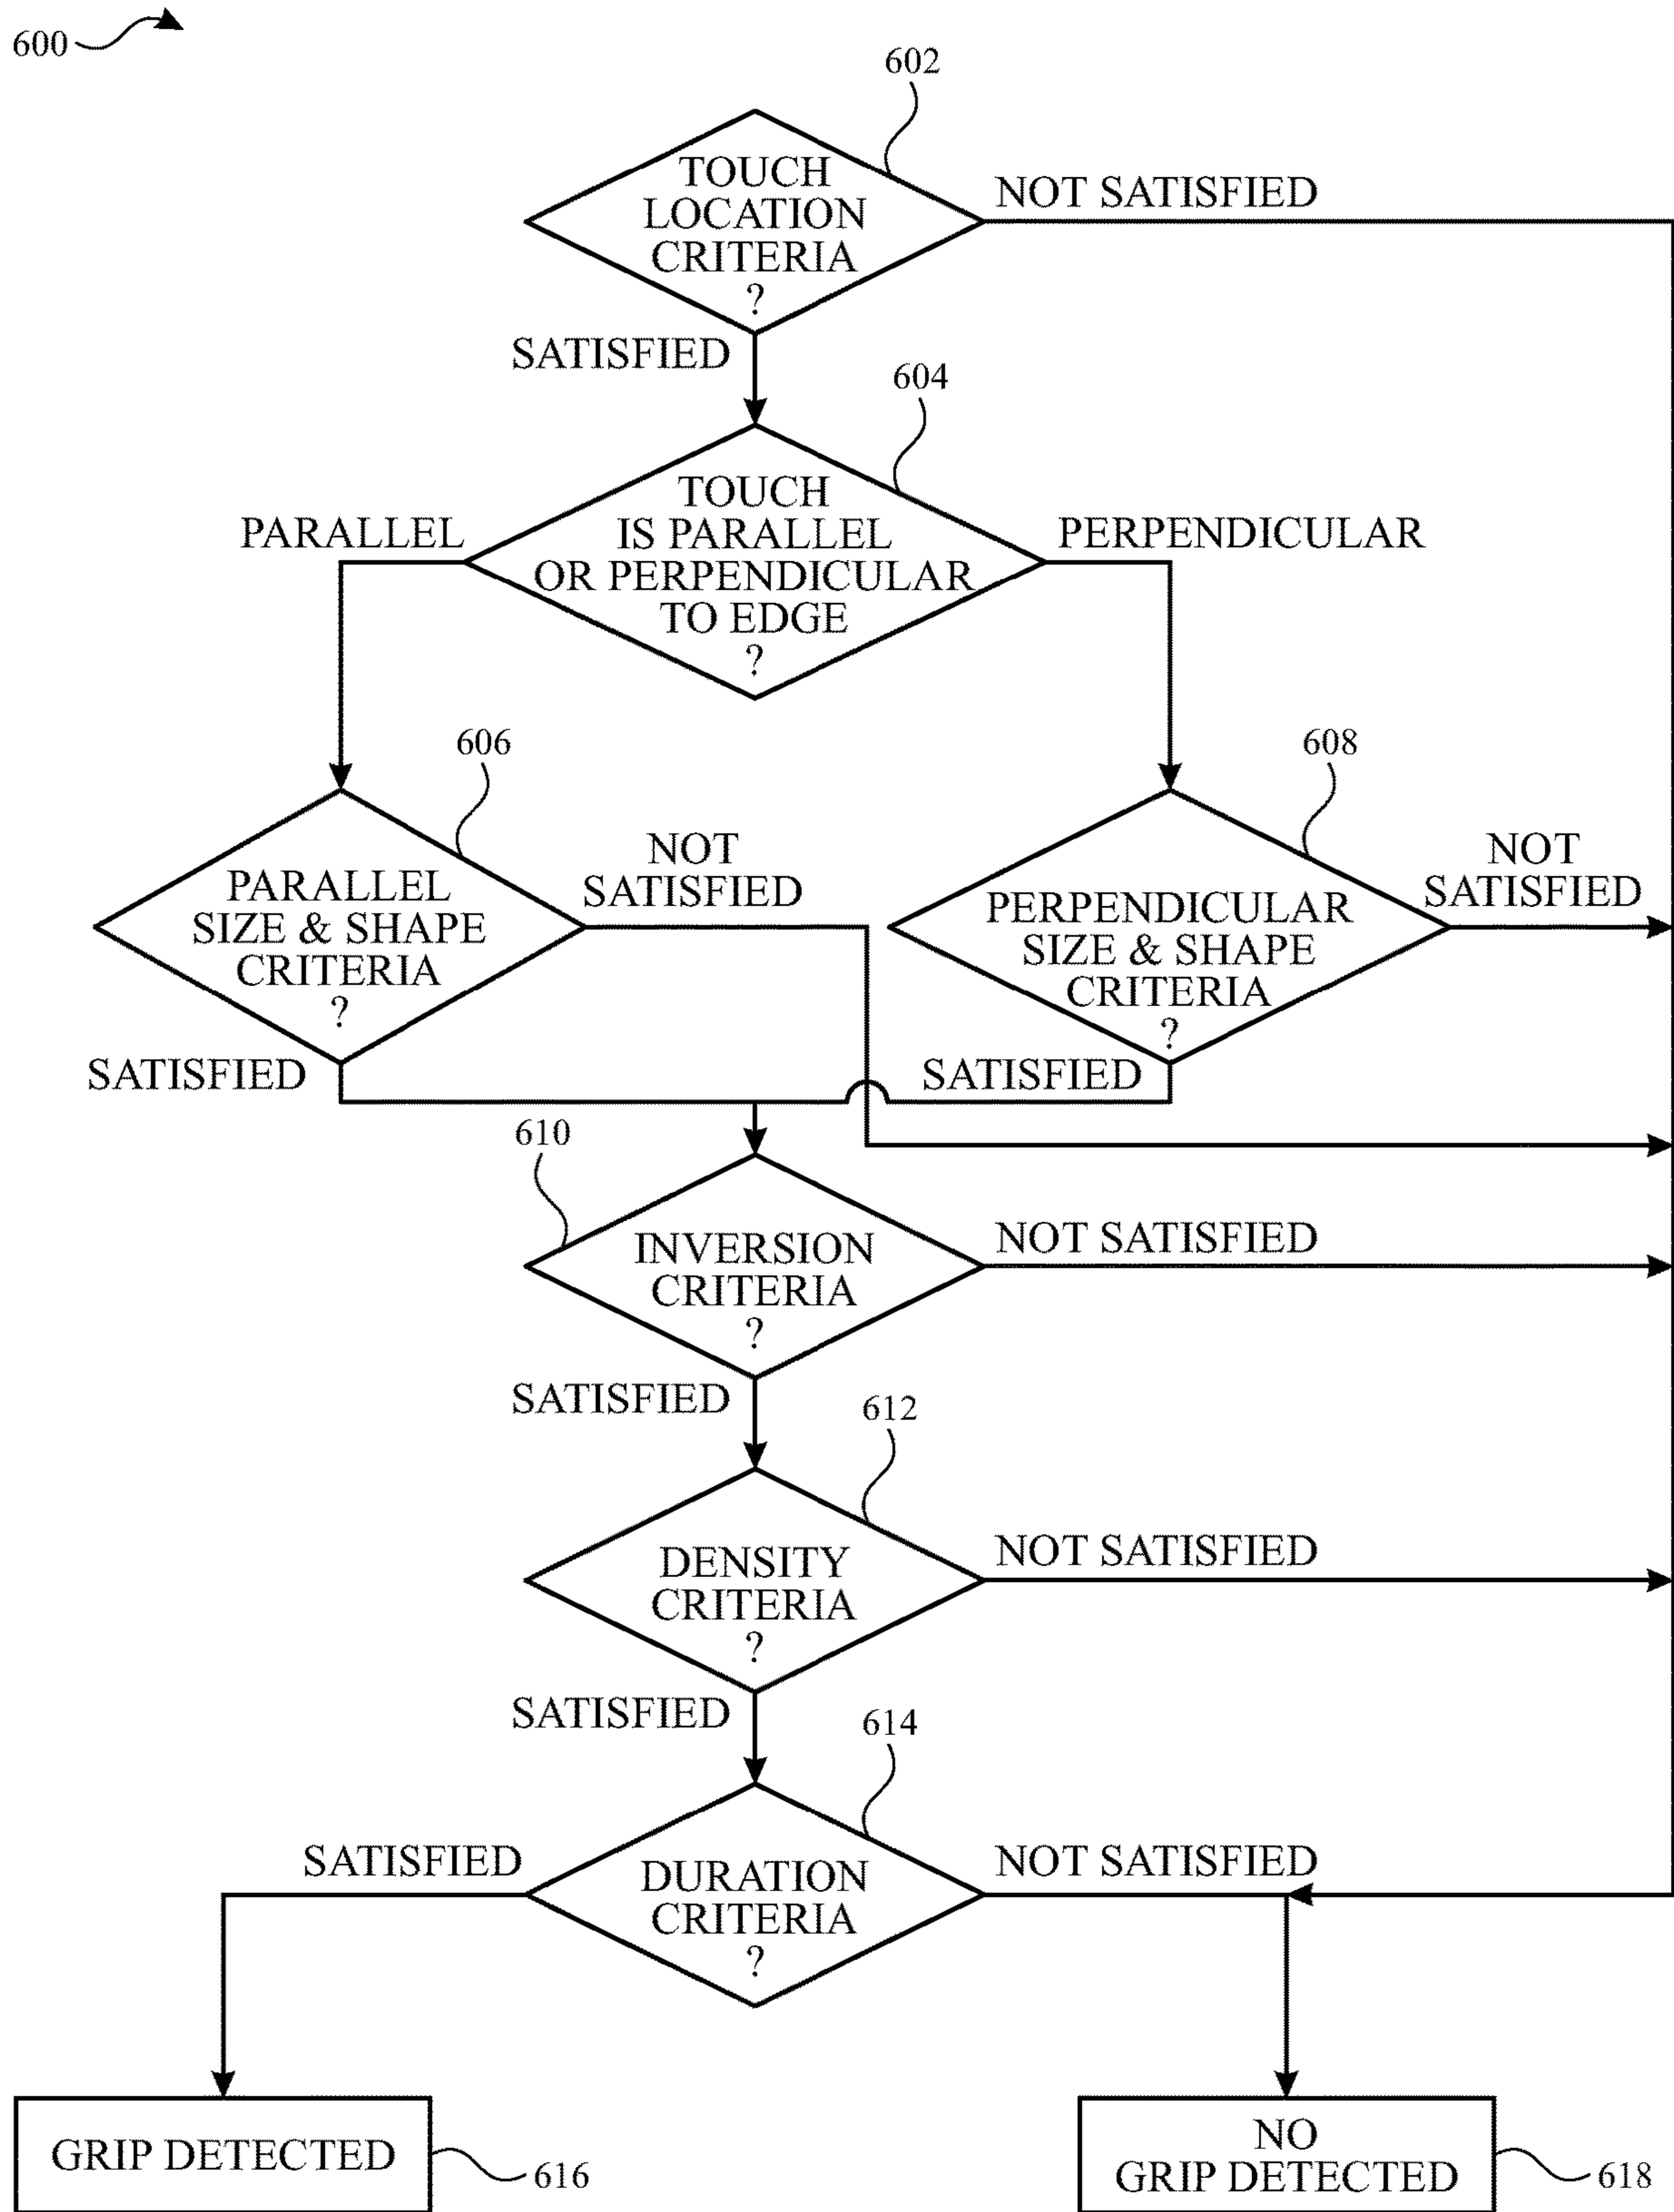 600
602
TOUCH
LOCATION
CRITERIA
?
NOT SATISFIED
SATISFIED
604
TOUCH
IS PARALLEL
OR PERPENDICULAR
TO EDGE
?
PARALLEL
PERPENDICULAR
606
PARALLEL
SIZE & SHAPE
CRITERIA
?
NOT
SATISFIED
SATISFIED
608
PERPENDICULAR
SIZE & SHAPE
CRITERIA
?
NOT
SATISFIED
SATISFIED
610
INVERSION
CRITERIA
?
NOT SATISFIED
SATISFIED
612
DENSITY
CRITERIA
?
NOT SATISFIED
SATISFIED
614
DURATION
CRITERIA
?
SATISFIED
NOT SATISFIED
GRIP DETECTED
616
NO
GRIP DETECTED
618